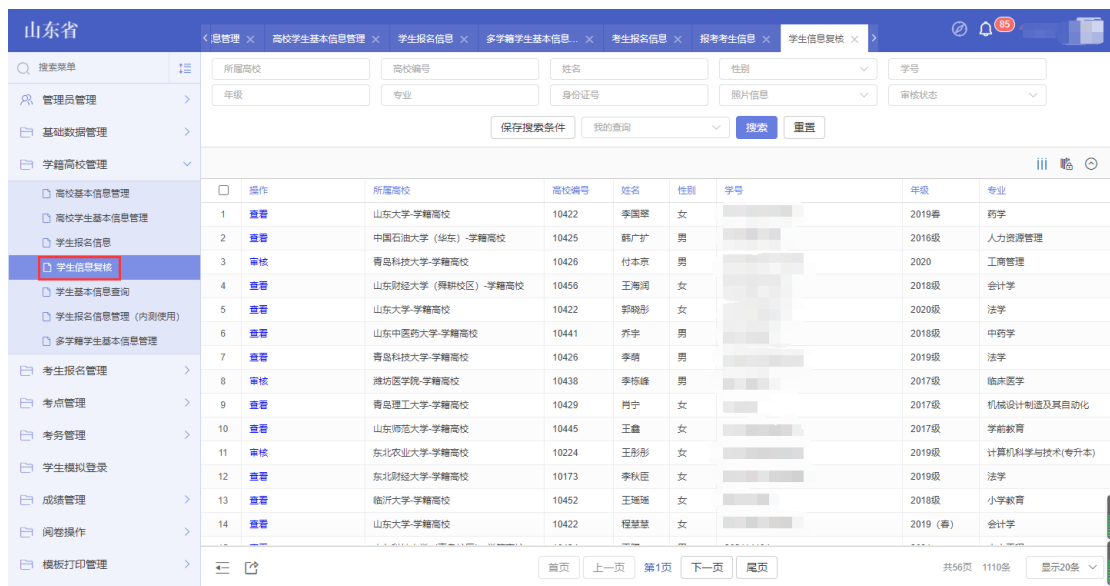 山东省
85
息管理 × 高校学生基本信息管理 × 学生报名信息 × 多学籍学生基本信息... × 考生报名信息 × 报考考生信息 × 学生信息复核 ×
搜索菜单
管理员管理
基础数据管理
学籍高校管理
高校基本信息管理
高校学生基本信息管理
学生报名信息
学生信息复核
学生基本信息查询
学生报名信息管理（内测使用）
多学籍学生基本信息管理
考生报名管理
考点管理
考务管理
学生模拟登录
成绩管理
阅卷操作
模板打印管理
所属高校 高校编号 姓名 性别 学号
年级 专业 身份证号 照片信息 审核状态
保存搜索条件 我的查询 搜索 重置
操作 所属高校 高校编号 姓名 性别 学号 年级 专业
1 查看 山东大学-学籍高校 10422 李国翠 女 2019春 药学
2 查看 中国石油大学（华东）-学籍高校 10425 韩广扩 男 2016级 人力资源管理
3 审核 青岛科技大学-学籍高校 10426 付本京 男 2020 工商管理
4 查看 山东财经大学（舜耕校区）-学籍高校 10456 王海润 女 2018级 会计学
5 查看 山东大学-学籍高校 10422 郭晓彤 女 2020级 法学
6 查看 山东中医药大学-学籍高校 10441 乔宇 男 2018级 中药学
7 查看 青岛科技大学-学籍高校 10426 李萌 男 2019级 法学
8 审核 潍坊医学院-学籍高校 10438 李栋峰 男 2017级 临床医学
9 查看 青岛理工大学-学籍高校 10429 肖宁 女 2017级 机械设计制造及其自动化
10 查看 山东师范大学-学籍高校 10445 王鑫 女 2017级 学前教育
11 审核 东北农业大学-学籍高校 10224 王彤彤 女 2019级 计算机科学与技术(专升本)
12 查看 东北财经大学-学籍高校 10173 李秋臣 女 2019级 法学
13 查看 临沂大学-学籍高校 10452 王瑶瑶 女 2018级 小学教育
14 查看 山东大学-学籍高校 10422 程慧慧 女 2019（春） 会计学
首页 上一页 第1页 下一页 尾页 共56页 1110条 显示20条